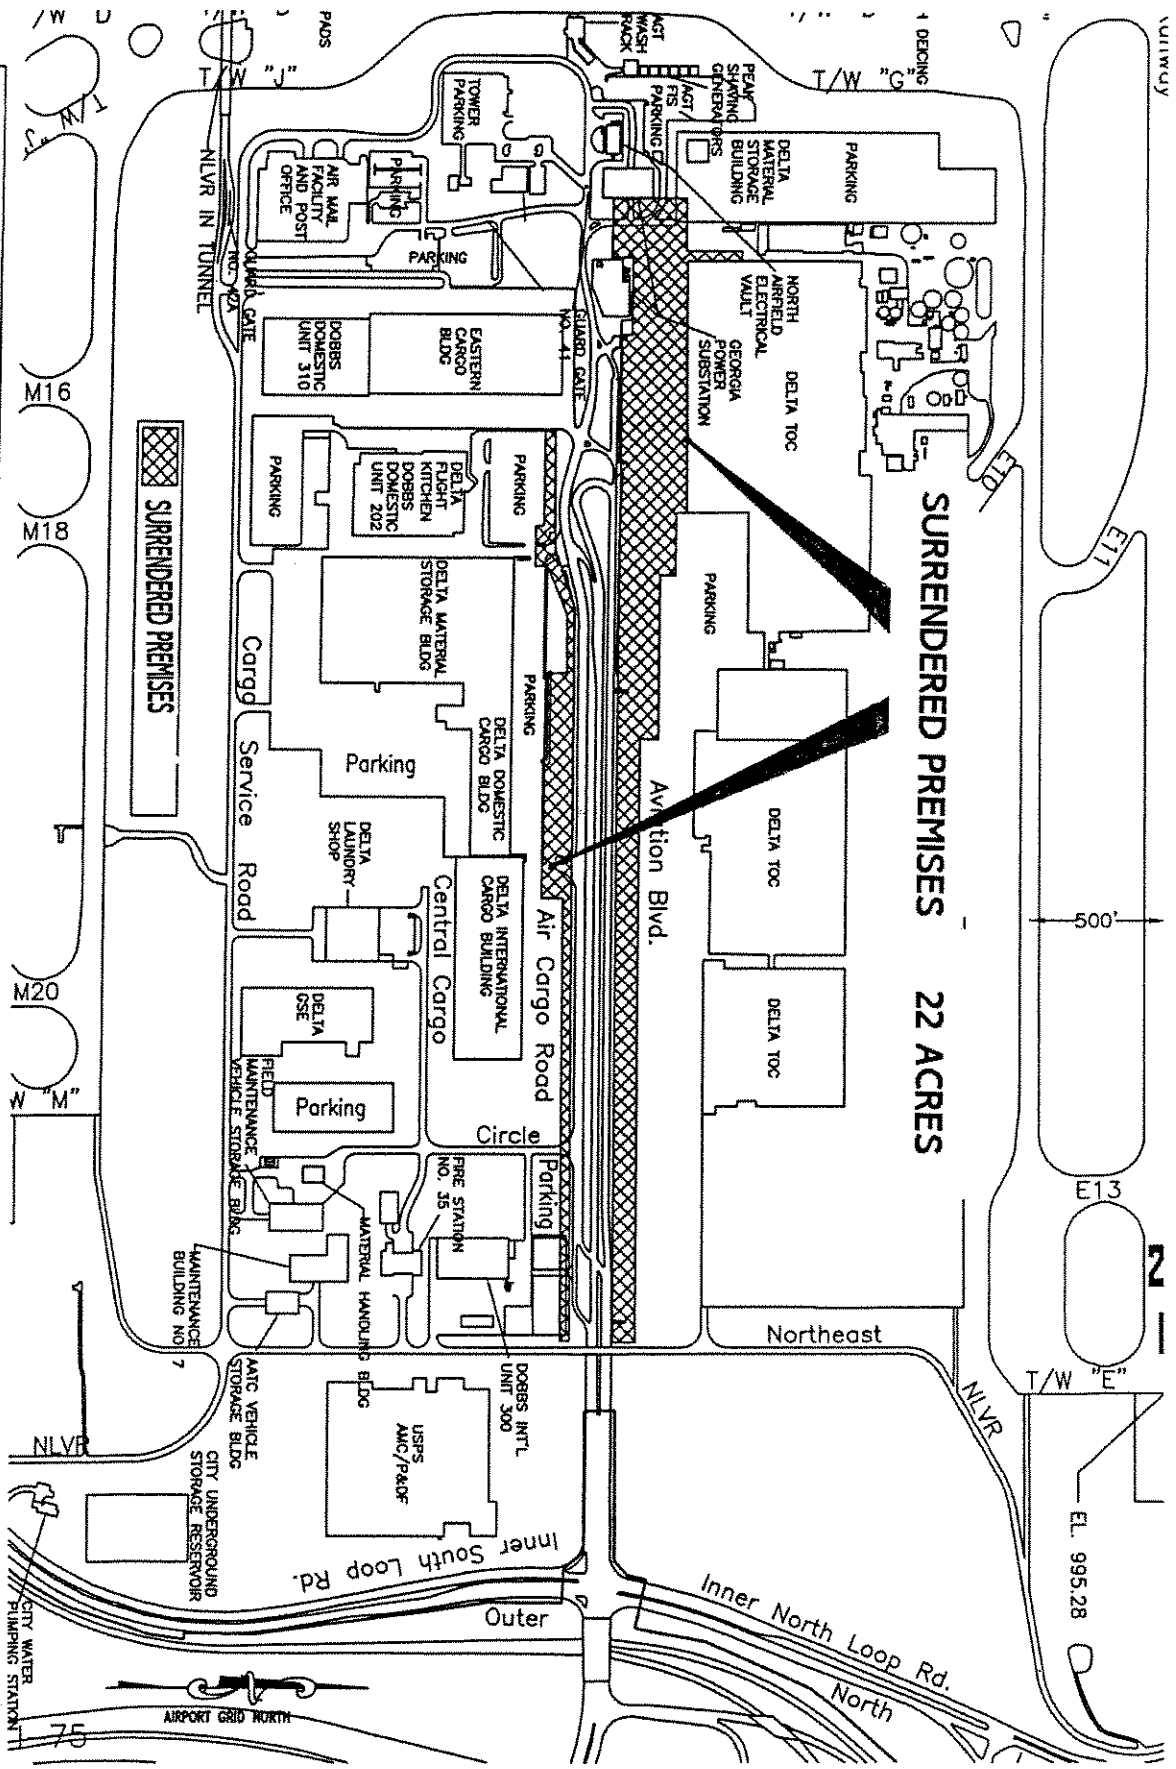 T/W "J"
PADS
AGT
WASH
RACK
DEICING
T/W "G"
PEAK
SHAVING
GENERATORS
AGT/
FIS
PARKING
TOWER
PARKING
DELTA
MATERIAL
STORAGE
BUILDING
PARKING
NLVR IN TUNNEL
AIR MAIL
FACILITY
AND POST
OFFICE
PARKING
PARKING
GUARD GATE
NO. 42A
GUARD GATE
NO. 41
NORTH
AIRFIELD
ELECTRICAL
VAULT
GEORGIA
POWER
SUBSTATION
DELTA TOC
DOBBS
DOMESTIC
UNIT 310
EASTERN
CARGO
BLDG
M16
E10
E11
PARKING
DELTA
FLIGHT
KITCHEN
DOBBS
DOMESTIC
UNIT 202
PARKING
M18
SURRENDERED PREMISES
SURRENDERED PREMISES 22 ACRES
DELTA MATERIAL
STORAGE BLDG
PARKING
PARKING
DELTA DOMESTIC
CARGO BLDG
Parking
Cargo Service Road
DELTA
LAUNDRY
SHOP
DELTA INTERNATIONAL
CARGO BUILDING
Central Cargo
Circle
Air Cargo Road
Aviation Blvd.
DELTA TOC
DELTA TOC
500'
M20
DELTA
GSE
Parking
W "M"
FIELD
MAINTENANCE
VEHICLE STORAGE BLDG
FIRE STATION
NO. 35
Parking
MATERIAL HANDLING BLDG
MAINTENANCE
BUILDING NO 7
AATC VEHICLE
STORAGE BLDG
DOBBS INT'L
UNIT 300
E13
2
Northeast
T/W "E"
NLVR
NLVR
USPS
AMC/P&DF
CITY UNDERGROUND
STORAGE RESERVOIR
EL. 995.28
Inner South Loop Rd.
Outer
Inner North Loop Rd.
North
CITY WATER
PUMPING STATION
AIRPORT GRID NORTH
I 75